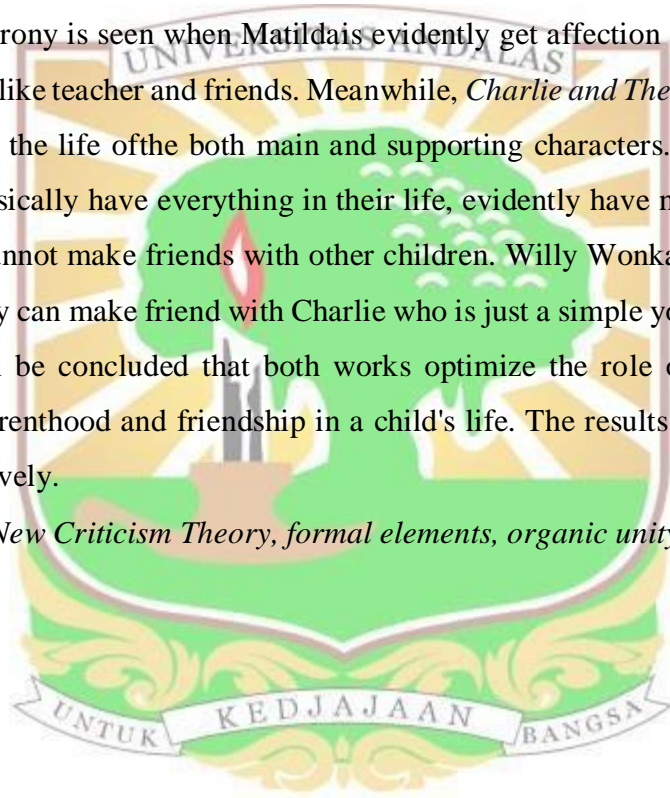 rony is seen when Matildais evidently get affection
UNIVERSITAS ANDALAS
like teacher and friends. Meanwhile, Charlie and The
the life ofthe both main and supporting characters.
sically have everything in their life, evidently have
nnot make friends with other children. Willy Wonka
y can make friend with Charlie who is just a simple
be concluded that both works optimize the role
renthood and friendship in a child's life. The results
vely.
New Criticism Theory, formal elements, organic unity
UNTUK KEDJAJAAN BANGSA